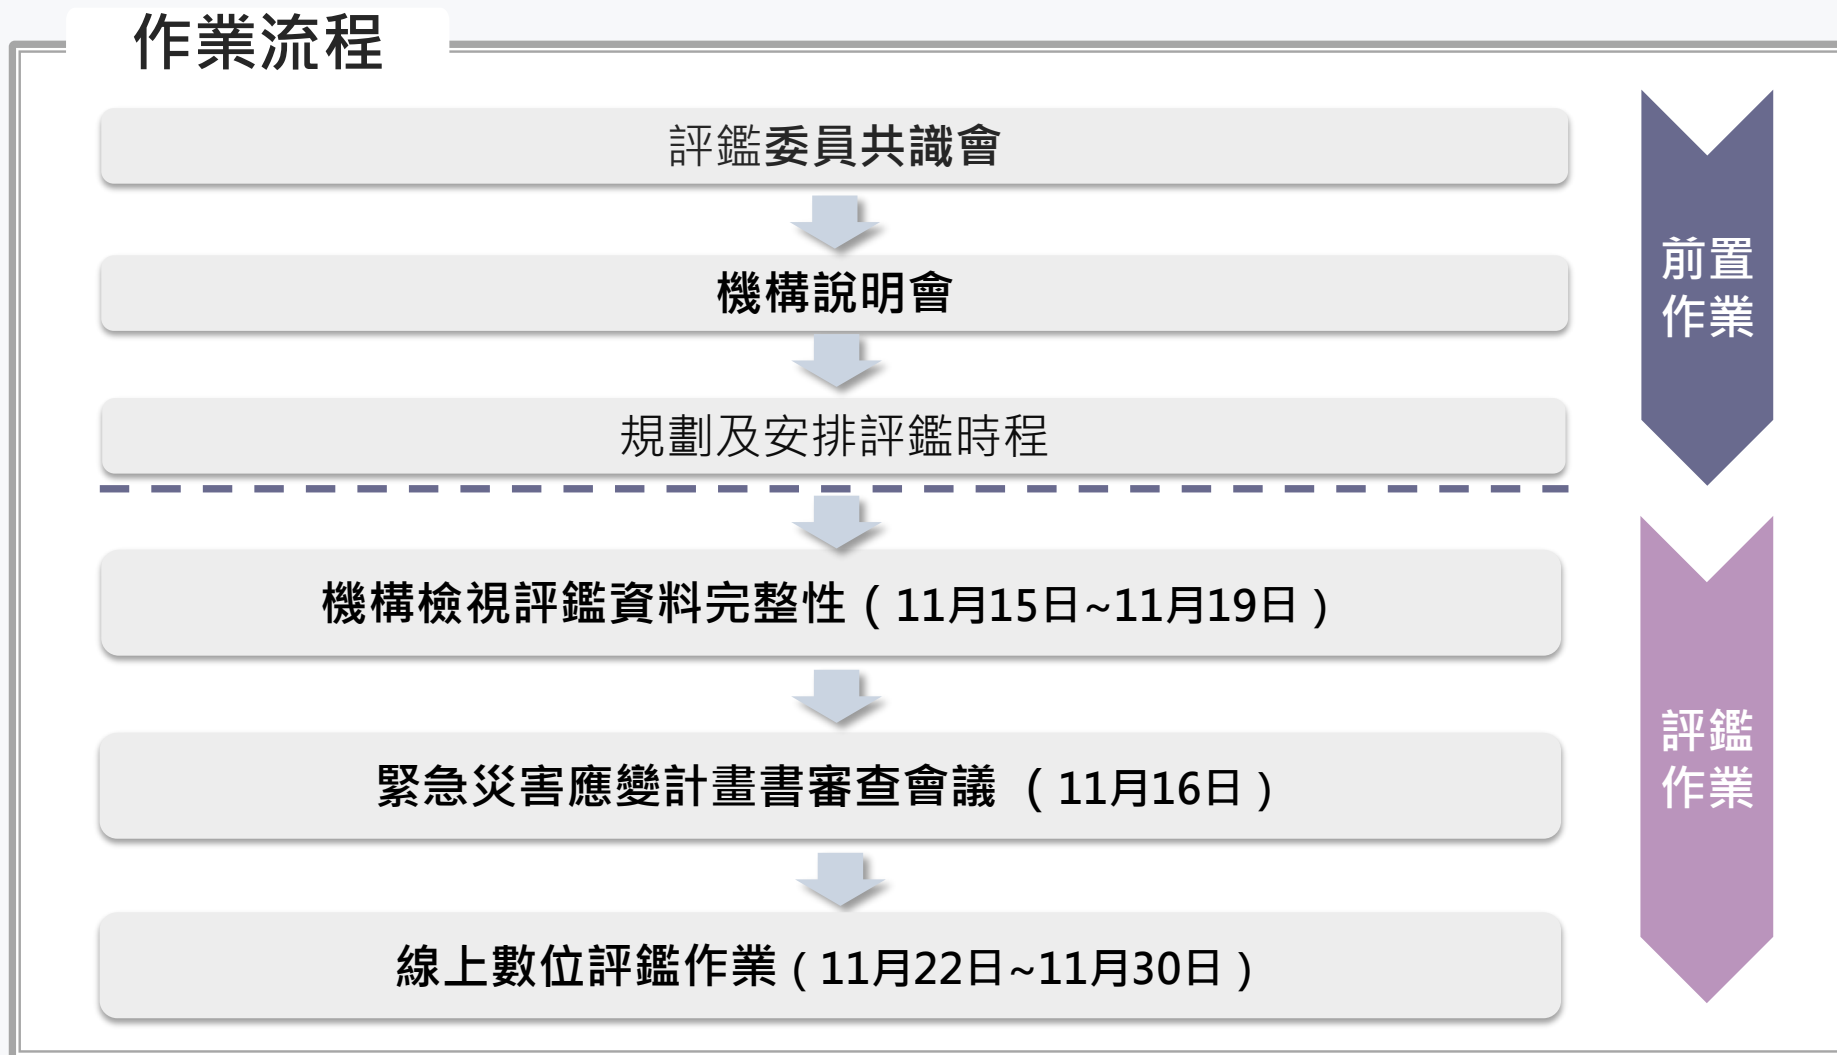 作業流程
評鑑委員共識會
機構說明會
規劃及安排評鑑時程
前置
作業
機構檢視評鑑資料完整性（11月15日~11月19日）
緊急災害應變計畫書審查會議 （11月16日）
線上數位評鑑作業（11月22日~11月30日）
評鑑
作業